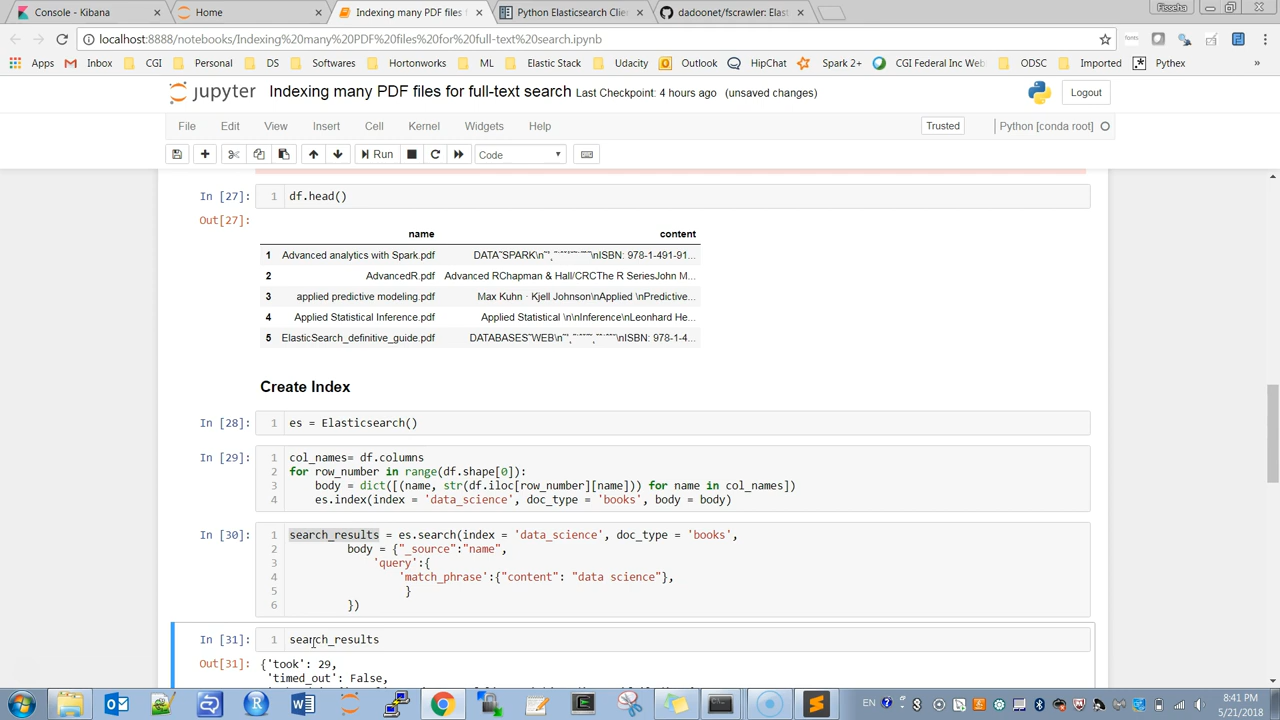 Console - Kibana
Home
Indexing many PDF files
Python Elasticsearch Clie
dadoonet/fscrawler: Elast
Fisseha
localhost:8888/notebooks/Indexing%20many%20PDF%20files%20for%20full-text%20search.ipynb
Apps
Inbox
CGI
Personal
DS
Softwares
Hortonworks
ML
Elastic Stack
Udacity
Outlook
HipChat
Spark 2+
CGI Federal Inc Web
ODSC
Imported
Pythex
»
jupyter Indexing many PDF files for full-text search Last Checkpoint: 4 hours ago (unsaved changes)
Logout
File Edit View Insert Cell Kernel Widgets Help
Trusted
Python [conda root]
Run
Code
In [27]: 1 df.head()
Out[27]:
name content
1 Advanced analytics with Spark.pdf
2 AdvancedR.pdf Advanced RChapman & Hall/CRCThe R SeriesJohn M...
3 applied predictive modeling.pdf Max Kuhn · Kjell Johnson\nApplied \nPredictive...
4 Applied Statistical Inference.pdf Applied Statistical \n\nInference\nLeonhard He...
5 ElasticSearch_definitive_guide.pdf
Create Index
In [28]: 1 es = Elasticsearch()
In [29]: 1 col_names= df.columns
2 for row_number in range(df.shape[0]):
3 body = dict([(name, str(df.iloc[row_number][name])) for name in col_names])
4 es.index(index = 'data_science', doc_type = 'books', body = body)
In [30]: 1 search_results = es.search(index = 'data_science', doc_type = 'books',
2 body = {"_source":"name",
3 'query':{
4 'match_phrase':{"content": "data science"},
5 }
6 })
In [31]: 1 search_results
Out[31]: {'took': 29,
'timed_out': False,
EN
8:41 PM
5/21/2018